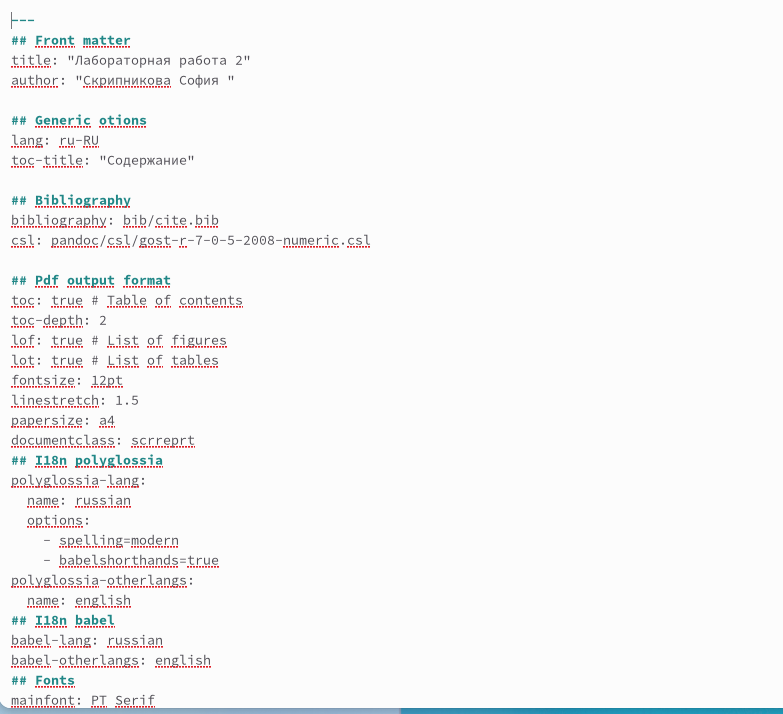 ---
## Front matter
title: "Лабораторная работа 2"
author: "Скрипникова София "
## Generic otions
lang: ru-RU
toc-title: "Содержание"
## Bibliography
bibliography: bib/cite.bib
csl: pandoc/csl/gost-r-7-0-5-2008-numeric.csl
## Pdf output format
toc: true # Table of contents
toc-depth: 2
lof: true # List of figures
lot: true # List of tables
fontsize: 12pt
linestretch: 1.5
papersize: a4
documentclass: scrreprt
## I18n polyglossia
polyglossia-lang:
  name: russian
  options:
    - spelling=modern
    - babelshorthands=true
polyglossia-otherlangs:
  name: english
## I18n babel
babel-lang: russian
babel-otherlangs: english
## Fonts
mainfont: PT Serif